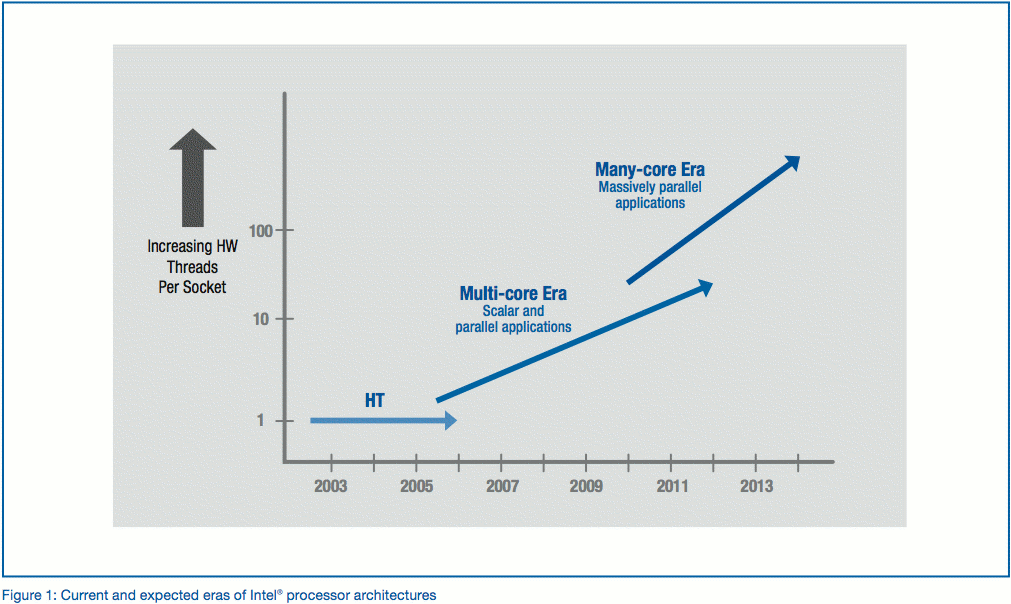 Many-core Era
Massively parallel
applications
100
Increasing HW
Threads
Per Socket
Multi-core Era
Scalar and
parallel applications
10
HT
1
2003 2005 2007 2009 2011 2013
Figure 1: Current and expected eras of Intel® processor architectures